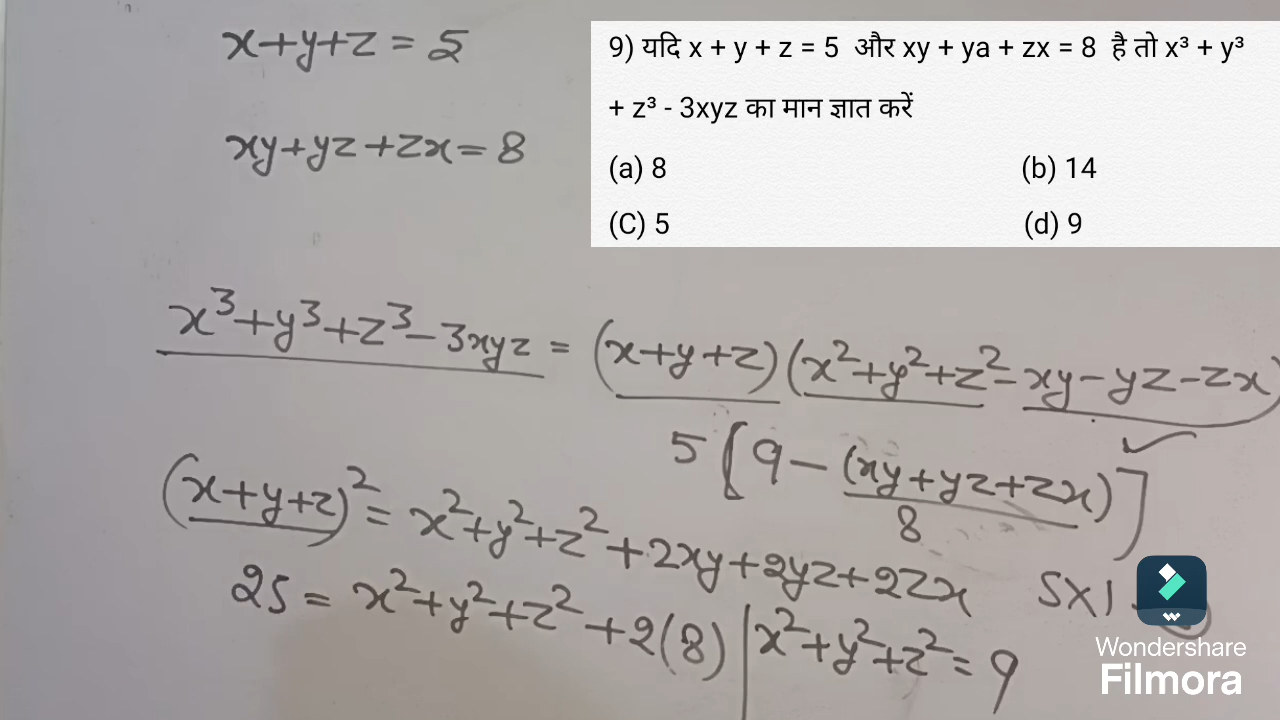 x+y+z = 5
xy+yz+zx = 8
9) यदि x + y + z = 5 और xy + ya + zx = 8 है तो x³ + y³
+ z³ - 3xyz का मान ज्ञात करें
(a) 8 (b) 14
(C) 5 (d) 9
x³+y³+z³-3xyz = (x+y+z)(x²+y²+z²-xy-yz-zx)
5[9-(xy+yz+zx)]
8
(x+y+z)² = x²+y²+z²+2xy+2yz+2zx
5x1
25 = x²+y²+z²+2(8) | x²+y²+z² = 9
Wondershare
Filmora